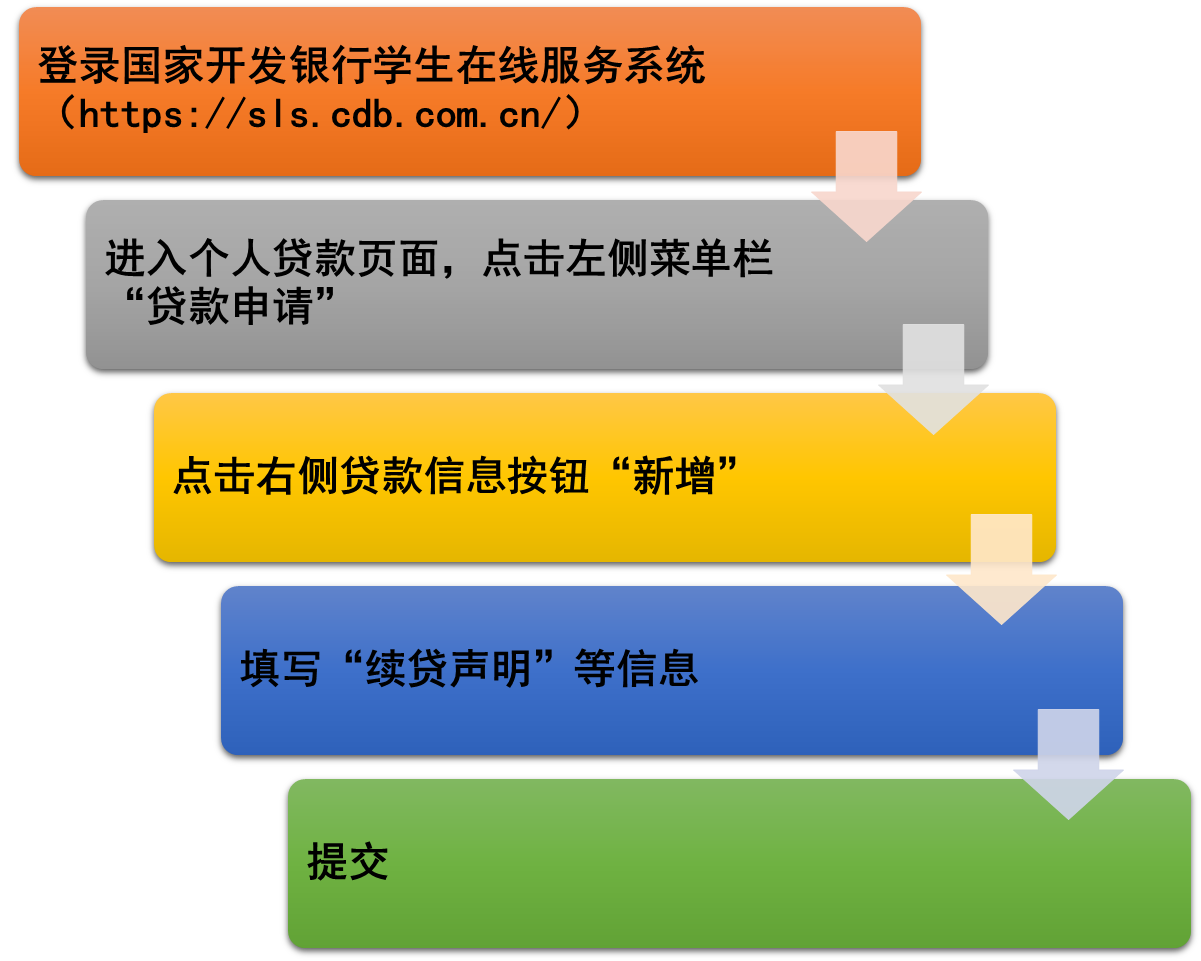 登录国家开发银行学生在线服务系统
（https://sls.cdb.com.cn/）
进入个人贷款页面，点击左侧菜单栏
“贷款申请”
点击右侧贷款信息按钮“新增”
填写“续贷声明”等信息
提交